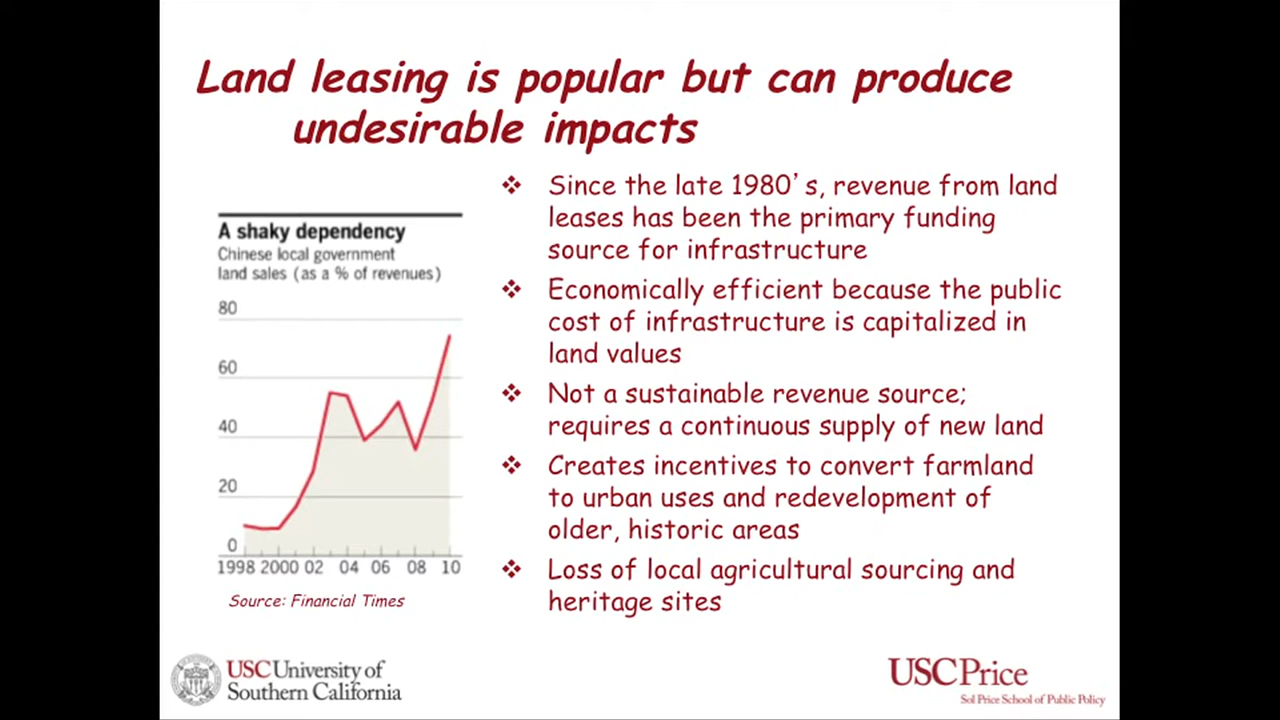 Land leasing is popular but can produce
undesirable impacts
A shaky dependency
Chinese local government
land sales (as a % of revenues)
80
60
40
20
0
1998 2000 02 04 06 08 10
Source: Financial Times
❖ Since the late 1980’s, revenue from land
leases has been the primary funding
source for infrastructure
❖ Economically efficient because the public
cost of infrastructure is capitalized in
land values
❖ Not a sustainable revenue source;
requires a continuous supply of new land
❖ Creates incentives to convert farmland
to urban uses and redevelopment of
older, historic areas
❖ Loss of local agricultural sourcing and
heritage sites
USC University of
Southern California
USC Price
Sol Price School of Public Policy